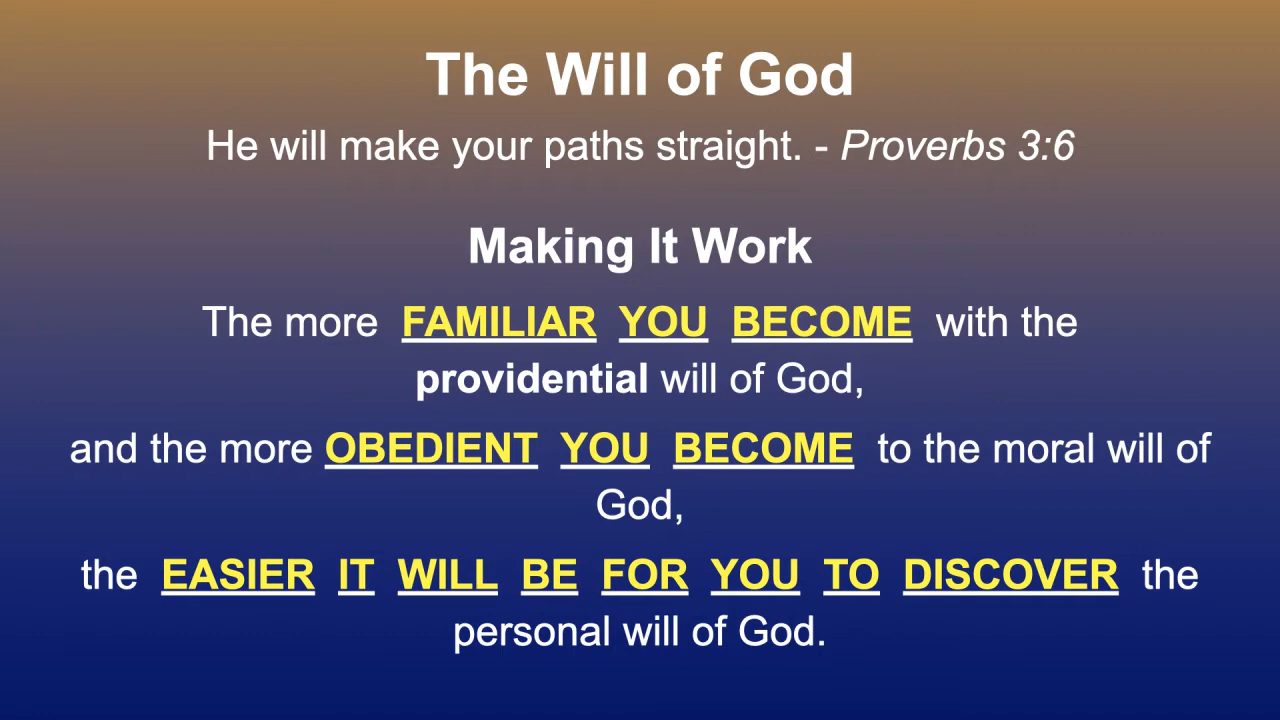 The Will of God
He will make your paths straight. - Proverbs 3:6
Making It Work
The more FAMILIAR YOU BECOME with the
providential will of God,
and the more OBEDIENT YOU BECOME to the moral will of
God,
the EASIER IT WILL BE FOR YOU TO DISCOVER the
personal will of God.